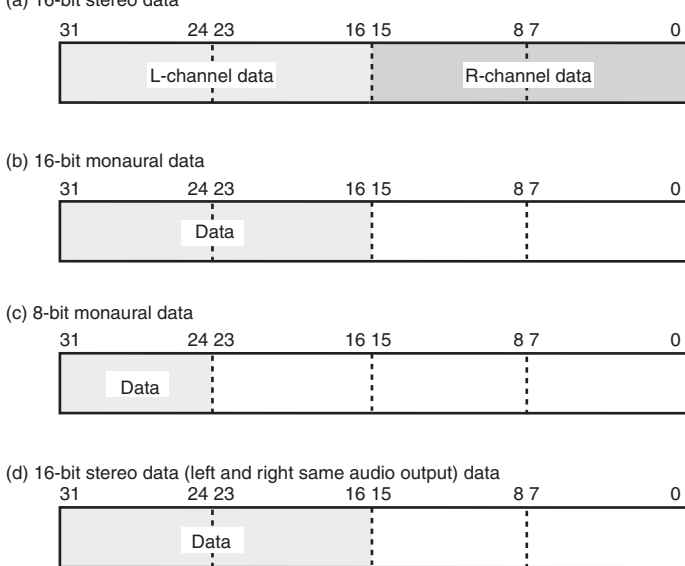 (a) 16-bit stereo data
31 24 23 16 15 8 7 0
L-channel data R-channel data
(b) 16-bit monaural data
31 24 23 16 15 8 7 0
Data
(c) 8-bit monaural data
31 24 23 16 15 8 7 0
Data
(d) 16-bit stereo data (left and right same audio output) data
31 24 23 16 15 8 7 0
Data